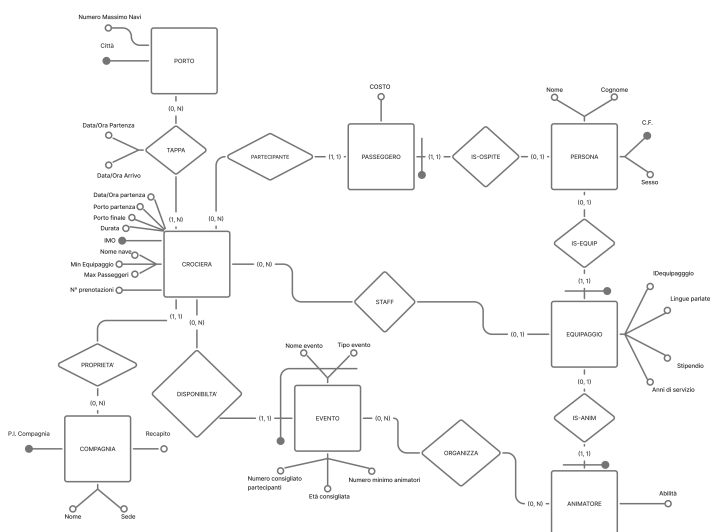 Numero Massimo Navi
Città
PORTO
(0, N)
Data/Ora Partenza
TAPPA
Data/Ora Arrivo
(1, N)
COSTO
PARTECIPANTE
(1, 1)
PASSEGGERO
(1, 1)
IS-OSPITE
(0, 1)
Nome
Cognome
C.F.
PERSONA
Sesso
(0, 1)
(0, N)
Data/Ora partenza
Porto partenza
Porto finale
Durata
IMO
Nome nave
Min Equipaggio
Max Passeggeri
N° prenotazioni
CROCIERA
(0, N)
STAFF
(0, 1)
IS-EQUIP
(1, 1)
IDequipagggio
Lingue parlate
EQUIPAGGIO
Stipendio
Anni di servizio
(0, 1)
(1, 1)
(0, N)
PROPRIETA'
(0, N)
DISPONIBILTA'
(1, 1)
Nome evento
Tipo evento
EVENTO
(0, N)
Numero consigliato
partecipanti
Età consigliata
Numero minimo animatori
ORGANIZZA
(0, N)
IS-ANIM
(1, 1)
ANIMATORE
Abilità
P.I. Compagnia
COMPAGNIA
Recapito
Nome
Sede